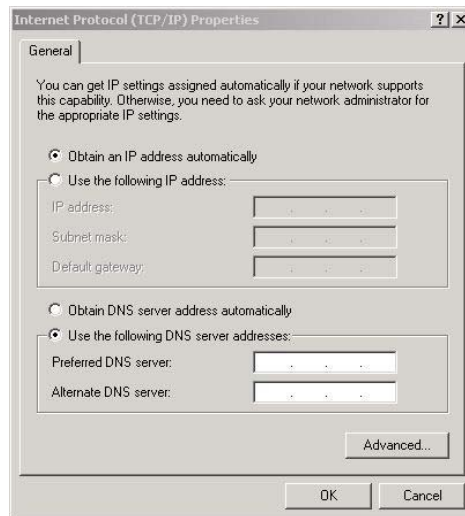 Internet Protocol (TCP/IP) Properties
General
You can get IP settings assigned automatically if your network supports
this capability. Otherwise, you need to ask your network administrator for
the appropriate IP settings.
Obtain an IP address automatically
Use the following IP address:
IP address:
Subnet mask:
Default gateway:
Obtain DNS server address automatically
Use the following DNS server addresses:
Preferred DNS server:
Alternate DNS server:
Advanced...
OK
Cancel